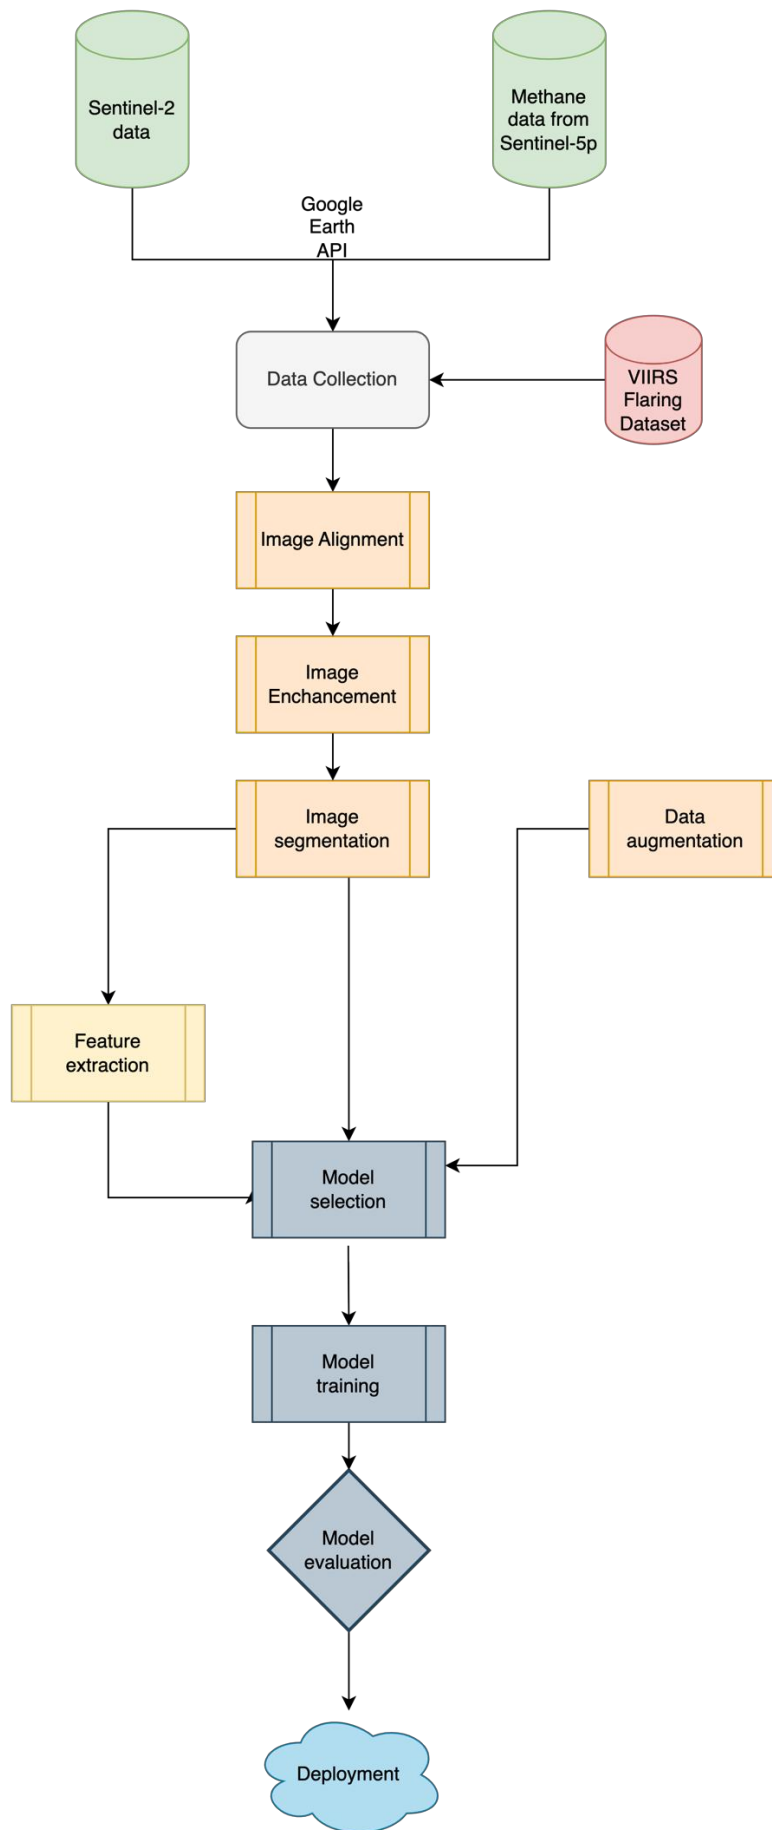 Sentinel-2
data
Methane
data from
Sentinel-5p
Google
Earth
API
Data Collection
VIIRS
Flaring
Dataset
Image Alignment
Image
Enchancement
Image
segmentation
Data
augmentation
Feature
extraction
Model
selection
Model
training
Model
evaluation
Deployment